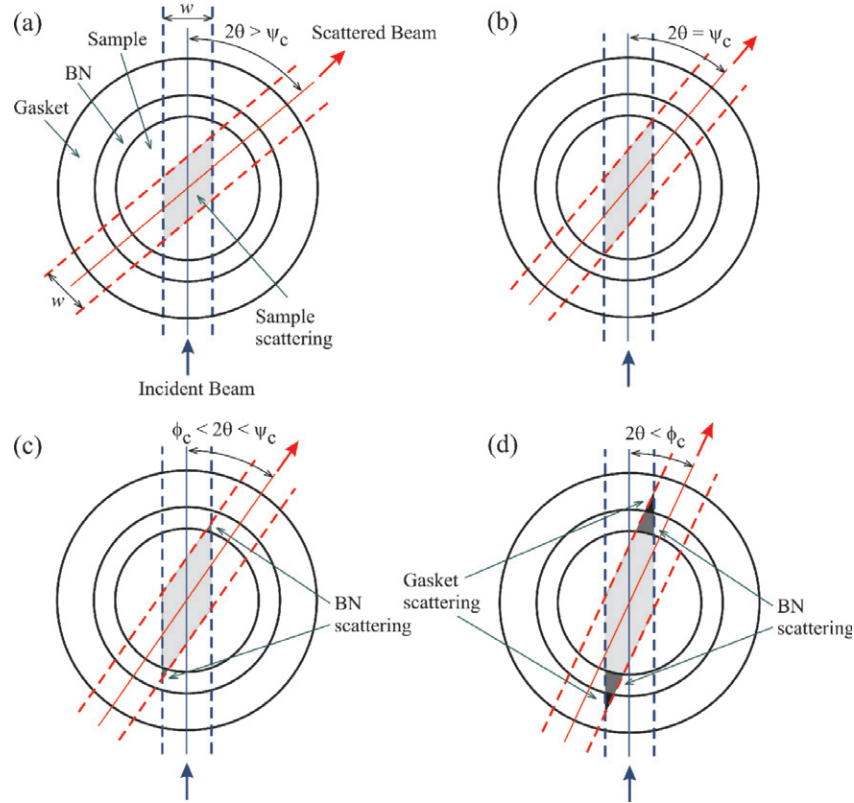 (a)
w
2θ > ψc
Scattered Beam
Sample
BN
Gasket
w
Sample
scattering
Incident Beam
(b)
2θ = ψc
(c)
ϕc < 2θ < ψc
BN
scattering
(d)
2θ < ϕc
Gasket
scattering
BN
scattering